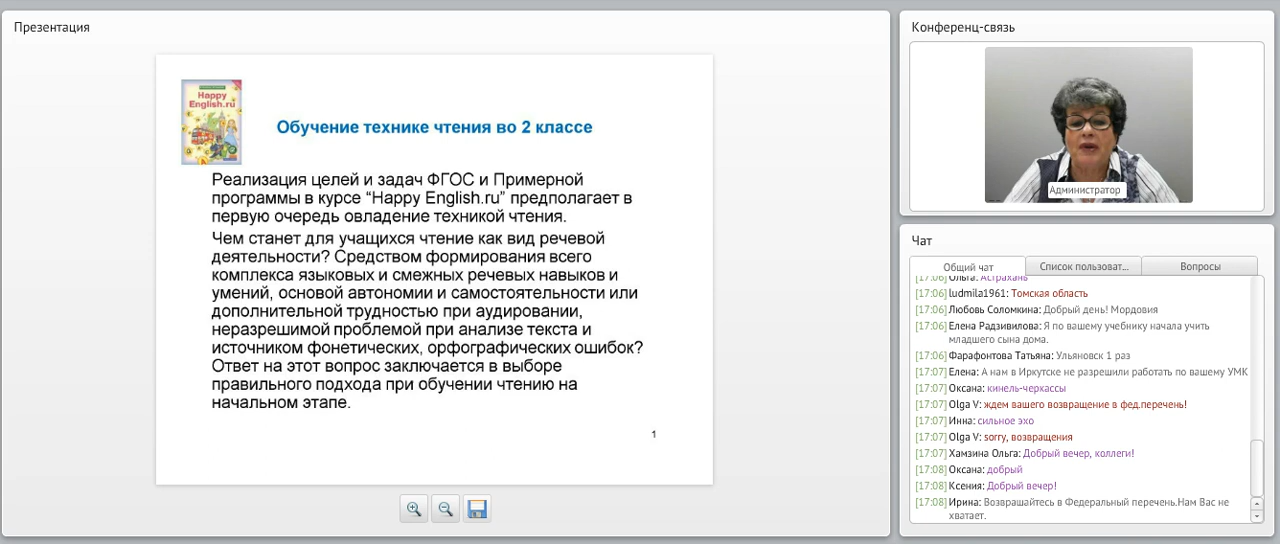 Презентация
Happy
English.ru
Обучение технике чтения во 2 классе
Реализация целей и задач ФГОС и Примерной
программы в курсе “Happy English.ru” предполагает в
первую очередь овладение техникой чтения.
Чем станет для учащихся чтение как вид речевой
деятельности? Средством формирования всего
комплекса языковых и смежных речевых навыков и
умений, основой автономии и самостоятельности или
дополнительной трудностью при аудировании,
неразрешимой проблемой при анализе текста и
источником фонетических, орфографических ошибок?
Ответ на этот вопрос заключается в выборе
правильного подхода при обучении чтению на
начальном этапе.
1
Конференц-связь
Администратор
Чат
Общий чат Список пользоват... Вопросы
[17:06] Ольга: Астрахань
[17:06] ludmila1961: Томская область
[17:06] Любовь Соломкина: Добрый день! Мордовия
[17:06] Елена Радзивилова: Я по вашему учебнику начала учить
младшего сына дома.
[17:06] Фарафонтова Татьяна: Ульяновск 1 раз
[17:07] Елена: А нам в Иркутске не разрешили работать по вашему УМК
[17:07] Оксана: кинель-черкассы
[17:07] Olga V: ждем вашего возвращение в фед.перечень!
[17:07] Инна: сильное эхо
[17:07] Olga V: sorry, возвращения
[17:07] Хамзина Ольга: Добрый вечер, коллеги!
[17:08] Оксана: добрый
[17:08] Ксения: Добрый вечер!
[17:08] Ирина: Возврашайтесь в Федеральный перечень.Нам Вас не
хватает.